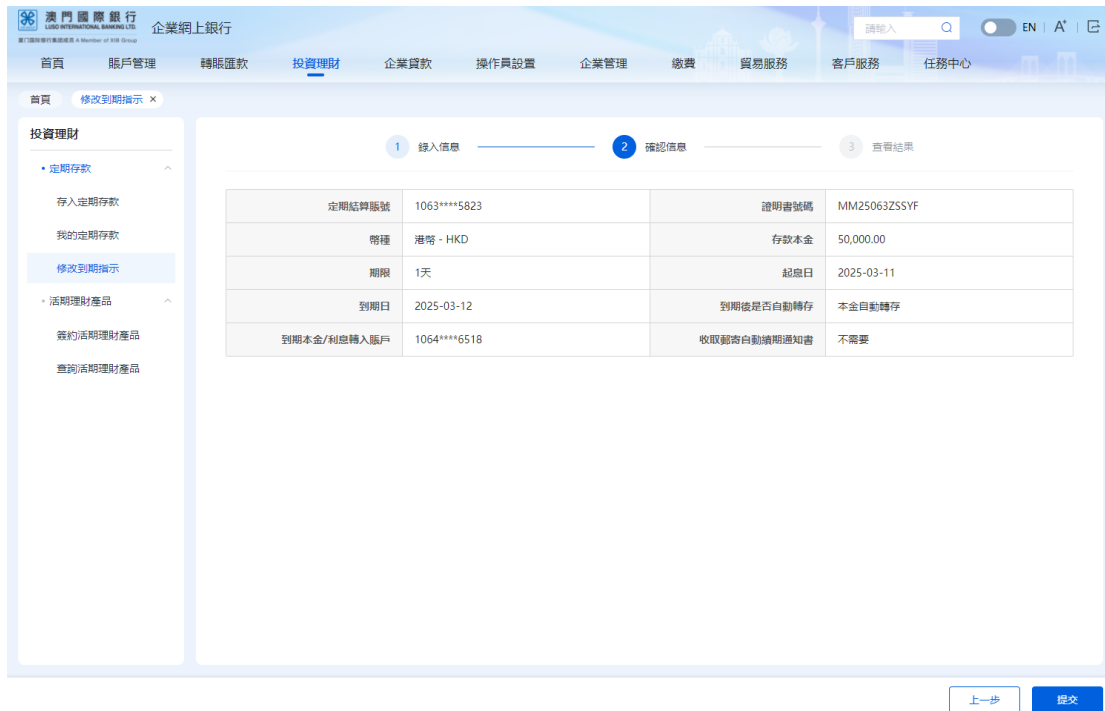 澳門國際銀行 企業網上銀行
LUSO INTERNATIONAL BANKING LTD.
A Member of XIB Group
請輸入 EN A+
首頁 賬戶管理 轉賬匯款 投資理財 企業貸款 操作員設置 企業管理 繳費 貿易服務 客戶服務 任務中心
首頁 修改到期指示 ×
投資理財
定期存款
存入定期存款
我的定期存款
修改到期指示
活期理財產品
簽約活期理財產品
查詢活期理財產品
1 錄入信息 2 確認信息 3 查看結果
定期結算賬號 1063****5823 證明書號碼 MM25063ZSSYF
幣種 港幣 - HKD 存款本金 50,000.00
期限 1天 起息日 2025-03-11
到期日 2025-03-12 到期後是否自動轉存 本金自動轉存
到期本金/利息轉入賬戶 1064****6518 收取郵寄自動續期通知書 不需要
上一步 提交